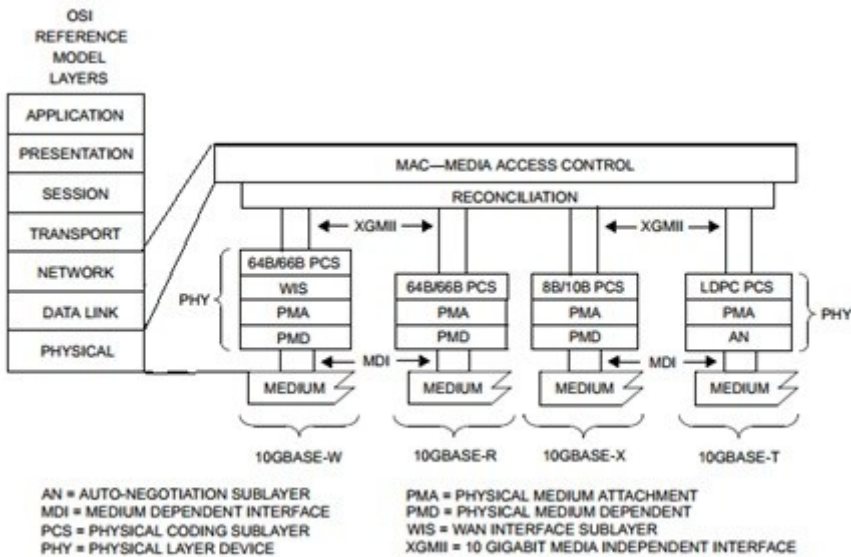 OSI
REFERENCE
MODEL
LAYERS
APPLICATION
PRESENTATION
SESSION
TRANSPORT
NETWORK
DATA LINK
PHYSICAL
MAC—MEDIA ACCESS CONTROL
RECONCILIATION
XGMII
XGMII
PHY
64B/66B PCS
WIS
PMA
PMD
MEDIUM
10GBASE-W
MDI
64B/66B PCS
PMA
PMD
MEDIUM
10GBASE-R
8B/10B PCS
PMA
PMD
MEDIUM
10GBASE-X
MDI
LDPC PCS
PMA
AN
MEDIUM
10GBASE-T
PHY
AN = AUTO-NEGOTIATION SUBLAYER
MDI = MEDIUM DEPENDENT INTERFACE
PCS = PHYSICAL CODING SUBLAYER
PHY = PHYSICAL LAYER DEVICE
PMA = PHYSICAL MEDIUM ATTACHMENT
PMD = PHYSICAL MEDIUM DEPENDENT
WIS = WAN INTERFACE SUBLAYER
XGMII = 10 GIGABIT MEDIA INDEPENDENT INTERFACE